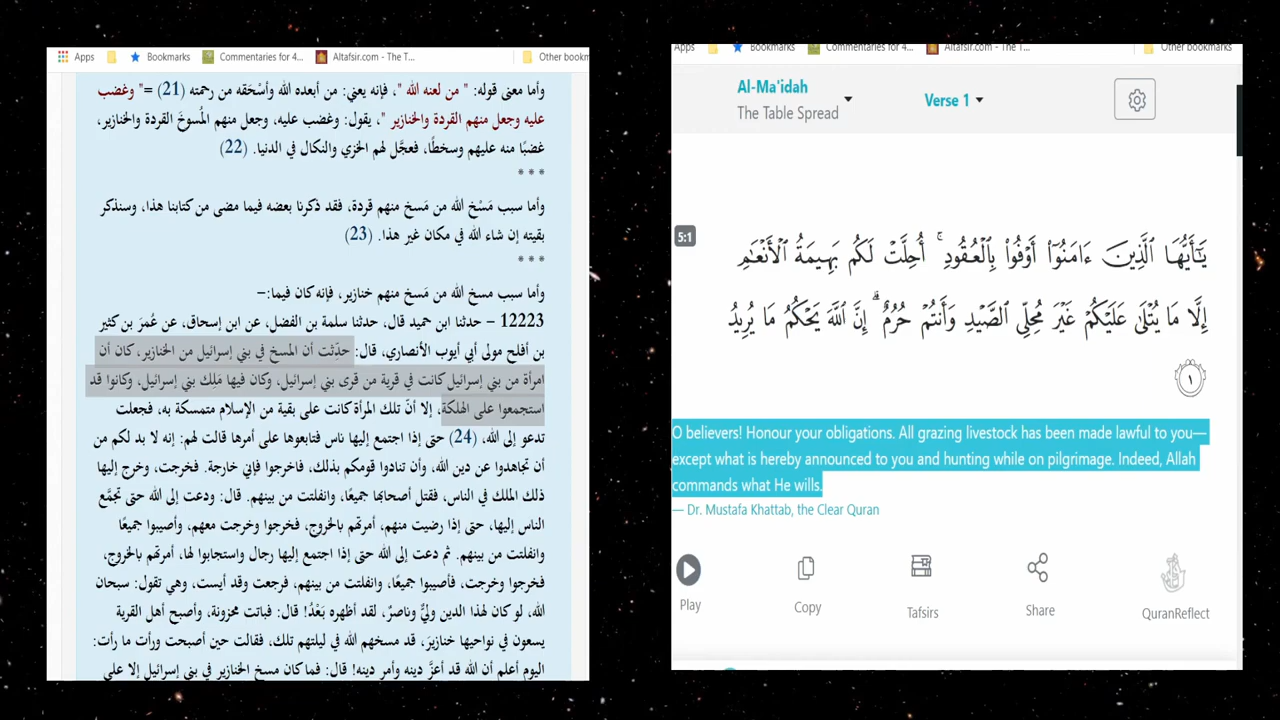 Apps
Bookmarks
Commentaries for 4...
Altafsir.com - The T...
Other bookm
وأما معنى قوله: " من لعنه الله "، فإنه يعني: من أبعده الله وأسْحَقه من رحمته (21) =" وغضب
عليه وجعل منهم القردة والخنازير "، يقول: وغضب عليه، وجعل منهم المُسوخَ القردة والخنازير،
غضبًا منه عليهم وسخطًا، فعجَّل لهم الخزي والنكال في الدنيا. (22)
* * *
وأما سبب مَسْخ الله من مَسخ منهم قردة، فقد ذكرنا بعضه فيما مضى من كتابنا هذا، وسنذكر
بقيته إن شاء الله في مكان غير هذا. (23)
* * *
وأما سبب مسخ الله من مَسخ منهم خنازير، فإنه كان فيما:–
12223 – حدثنا ابن حميد قال، حدثنا سلمة بن الفضل، عن ابن إسحاق، عن عُمرَ بن كثير
بن أفلح مولى أبي أيوب الأنصاري، قال: حدِّثت أن المسخ في بني إسرائيل من الخنازير، كان أن
امرأة من بني إسرائيل كانت في قرية من قرى بني إسرائيل، وكان فيها مَلِك بني إسرائيل، وكانوا قد
استجمعوا على الهلكة، إلا أنّ تلك المرأة كانت على بقية من الإسلام متمسكة به، فجعلت
تدعو إلى الله، (24) حتى إذا اجتمع إليها ناس فتابعوها على أمرها قالت لهم: إنه لا بد لكم من
أن تجاهدوا عن دين الله، وأن تنادوا قومكم بذلك، فاخرجوا فإني خارجة. فخرجت، وخرج إليها
ذلك الملك في الناس، فقتل أصحابها جميعًا، وانفلتت من بينهم. قال: ودعت إلى الله حتى تجمَّع
الناس إليها، حتى إذا رضيت منهم، أمرتهم بالخروج، فخرجوا وخرجت معهم، وأصيبوا جميعًا
وانفلتت من بينهم. ثم دعت إلى الله حتى إذا اجتمع إليها رجال واستجابوا لها، أمرتهم بالخروج،
فخرجوا وخرجت، فأصيبوا جميعًا، وانفلتت من بينهم، فرجعت وقد أيست، وهي تقول: سبحان
الله، لو كان لهذا الدين وليٌّ وناصرٌ، لقد أظهره بَعْدُ! قال: فباتت محزونة، وأصبح أهل القرية
يسعون في نواحيها خنازيرَ، قد مسخهم الله في ليلتهم تلك، فقالت حين أصبحت ورأت ما رأت:
اليوم أعلم أن الله قد أعزَّ دينه وأمر دينه! قال: فما كان مسخ الخنازير في بني إسرائيل إلا على
Apps
Bookmarks
Commentaries for 4...
Altafsir.com - The T...
Other bookmarks
Al-Ma'idah
The Table Spread
Verse 1
5:1
يَـٰٓأَيُّهَا ٱلَّذِينَ ءَامَنُوٓا۟ أَوْفُوا۟ بِٱلْعُقُودِ ۚ أُحِلَّتْ لَكُم بَهِيمَةُ ٱلْأَنْعَـٰمِ
إِلَّا مَا يُتْلَىٰ عَلَيْكُمْ غَيْرَ مُحِلِّى ٱلصَّيْدِ وَأَنتُمْ حُرُمٌ ۗ إِنَّ ٱللَّهَ يَحْكُمُ مَا يُرِيدُ
١
O believers! Honour your obligations. All grazing livestock has been made lawful to you—
except what is hereby announced to you and hunting while on pilgrimage. Indeed, Allah
commands what He wills.
— Dr. Mustafa Khattab, the Clear Quran
Play
Copy
Tafsirs
Share
QuranReflect